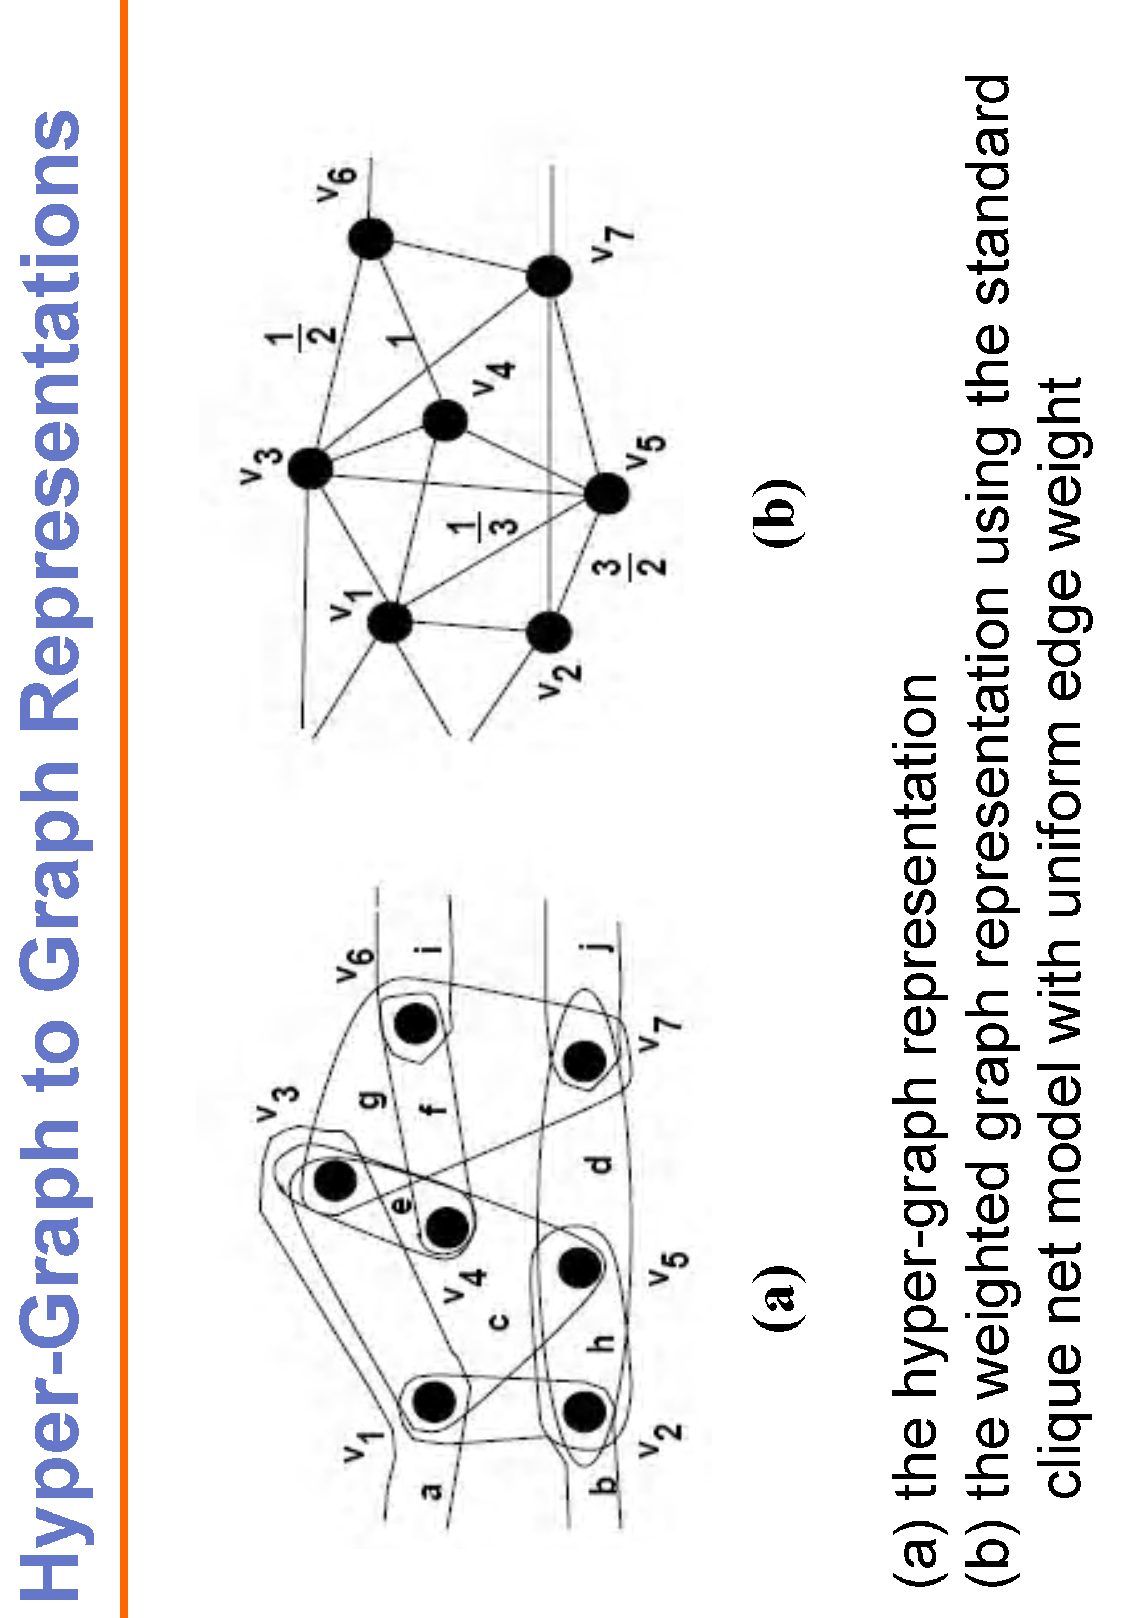 Hyper-Graph to Graph Representations
v6
v3
g
i
f
e
v1
v4
c
a
d
j
h
b
v7
v5
v2
(a)
v6
1
2
v3
1
v4
v1
1
3
v7
v5
3
2
v2
(b)
(a) the hyper-graph representation
(b) the weighted graph representation using the standard
clique net model with uniform edge weight